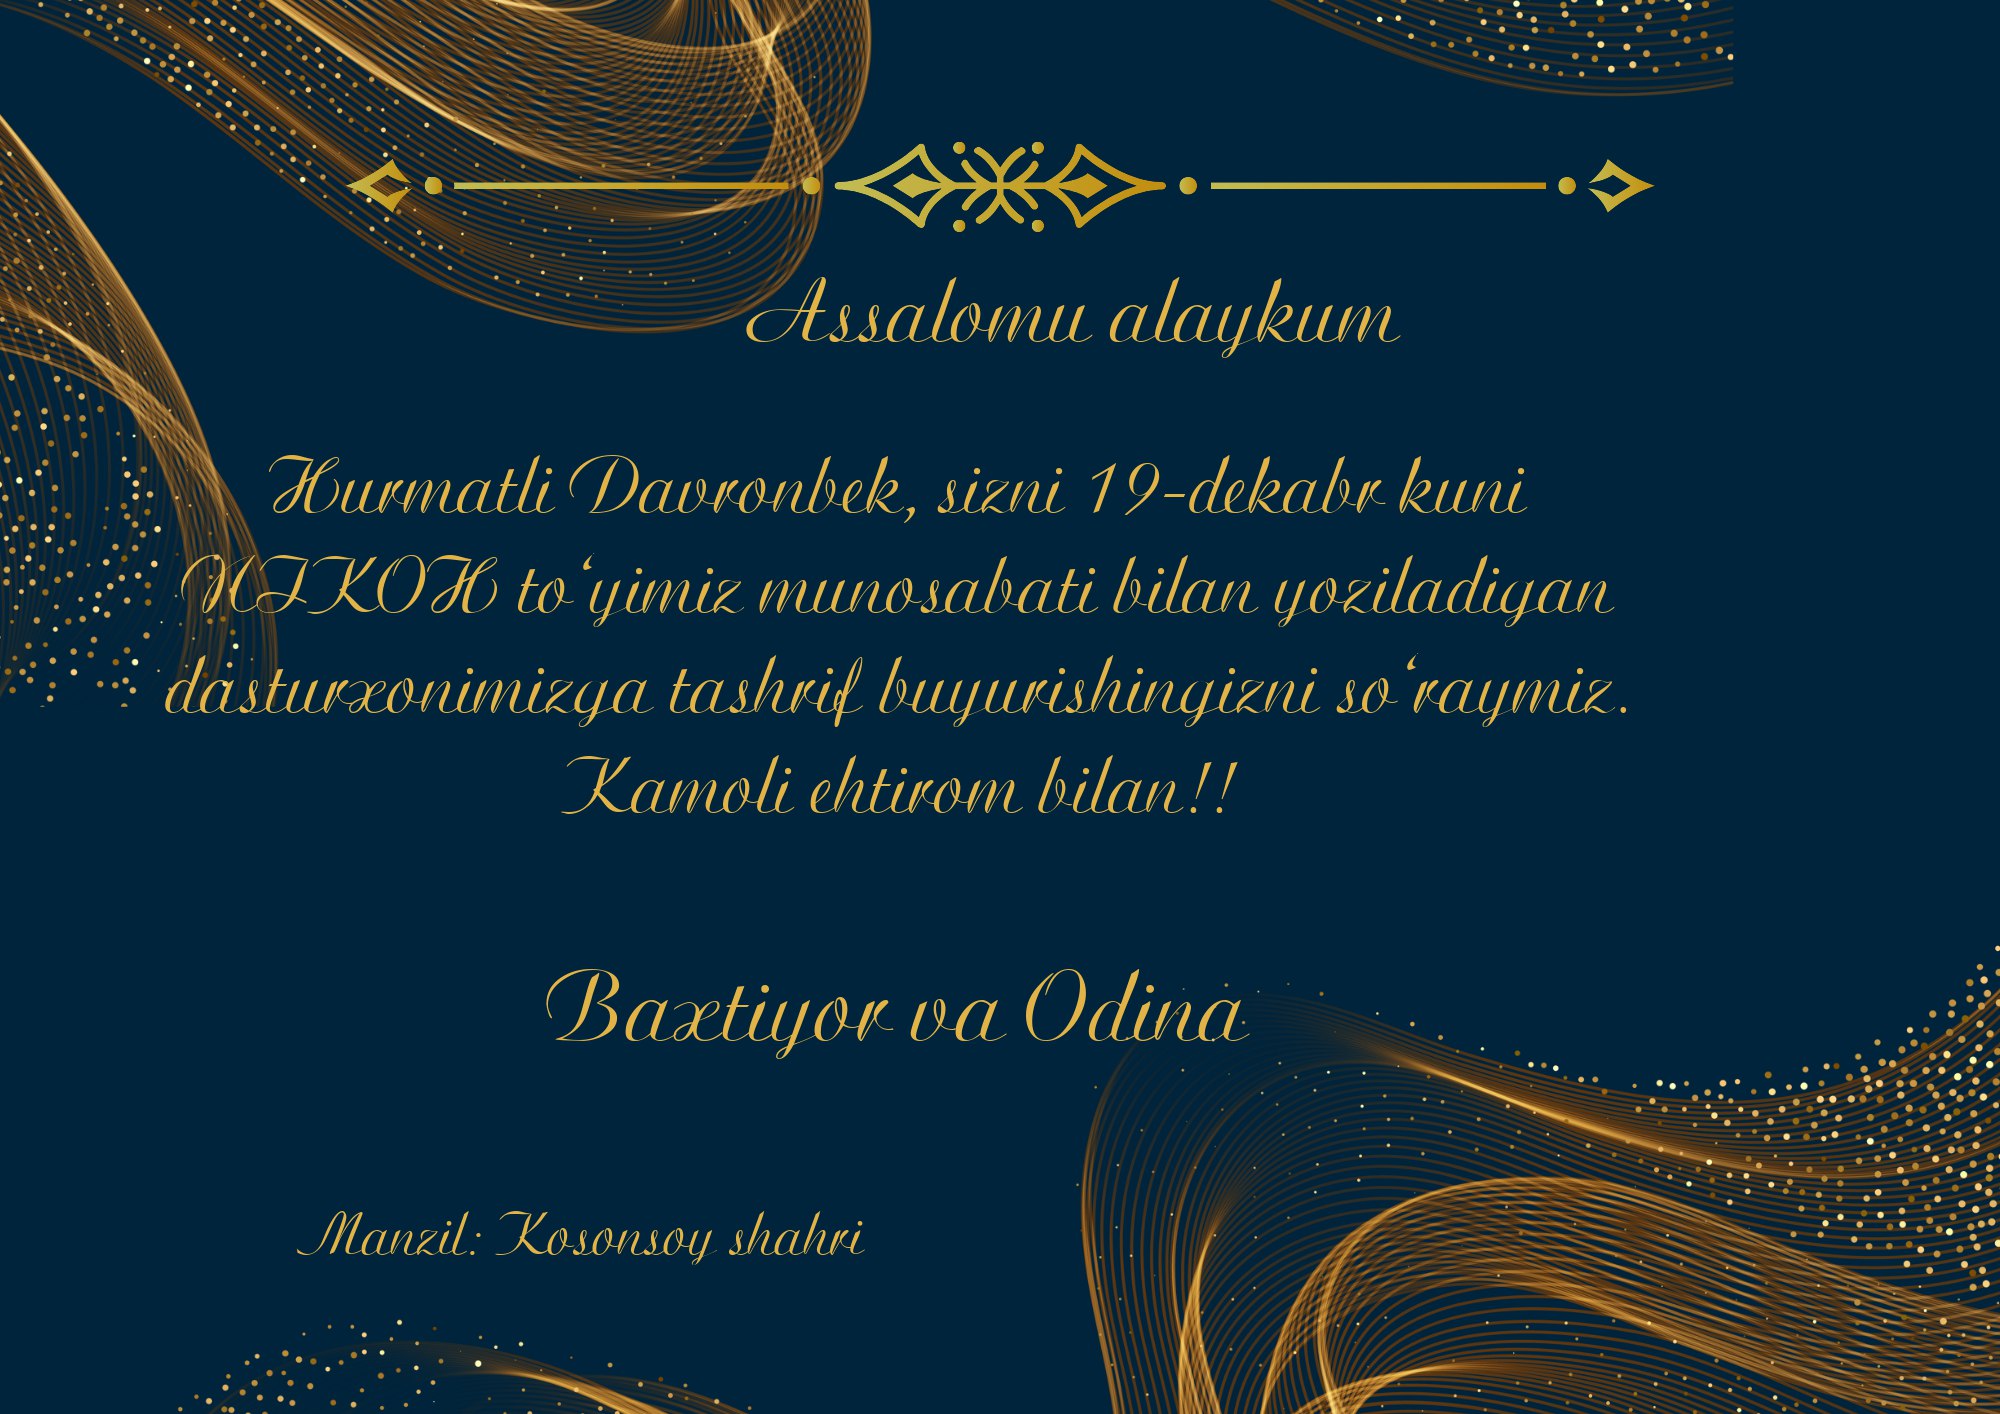 Assalomu alaykum
Hurmatli Davronbek, sizni 19-dekabr kuni
NIKOH to‘yimiz munosabati bilan yoziladigan
dasturxonimizga tashrif buyurishingizni so‘raymiz.
Kamoli ehtirom bilan!!
Baxtiyor va Odina
Manzil: Kosonsoy shahri